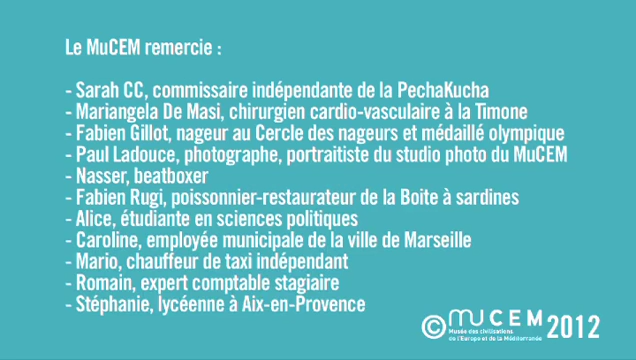 Le MuCEM remercie :
- Sarah CC, commissaire indépendante de la PechaKucha
- Mariangela De Masi, chirurgien cardio-vasculaire à la Timone
- Fabien Gillot, nageur au Cercle des nageurs et médaillé olympique
- Paul Ladouce, photographe, portraitiste du studio photo du MuCEM
- Nasser, beatboxer
- Fabien Rugi, poissonnier-restaurateur de la Boite à sardines
- Alice, étudiante en sciences politiques
- Caroline, employée municipale de la ville de Marseille
- Mario, chauffeur de taxi indépendant
- Romain, expert comptable stagiaire
- Stéphanie, lycéenne à Aix-en-Provence
© MUCEM 2012
Musée des civilisations
de l'Europe et de la Méditerranée